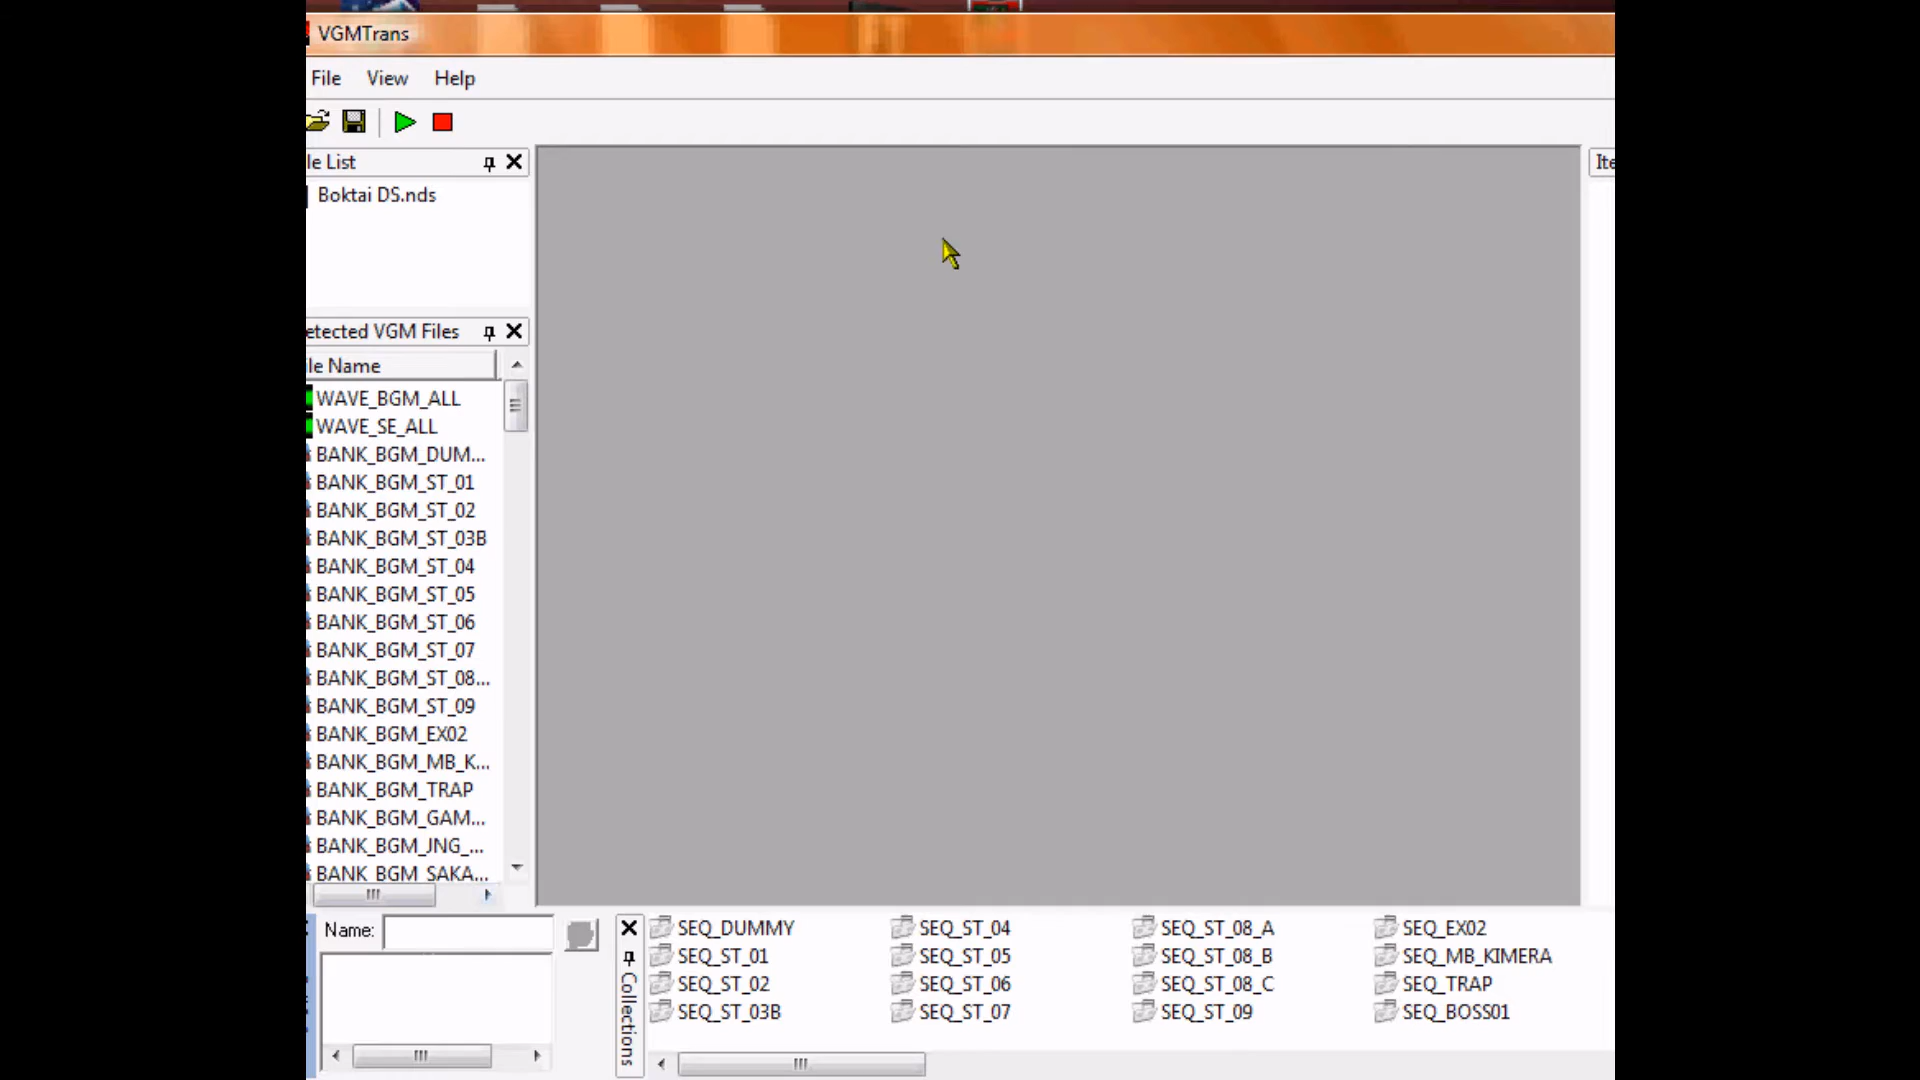 VGMTrans
File View Help
le List
Ite
Boktai DS.nds
etected VGM Files
le Name
WAVE_BGM_ALL
WAVE_SE_ALL
BANK_BGM_DUM...
BANK_BGM_ST_01
BANK_BGM_ST_02
BANK_BGM_ST_03B
BANK_BGM_ST_04
BANK_BGM_ST_05
BANK_BGM_ST_06
BANK_BGM_ST_07
BANK_BGM_ST_08...
BANK_BGM_ST_09
BANK_BGM_EX02
BANK_BGM_MB_K...
BANK_BGM_TRAP
BANK_BGM_GAM...
BANK_BGM_JNG_...
BANK_BGM_SAKA...
Name:
Collections
SEQ_DUMMY SEQ_ST_04 SEQ_ST_08_A SEQ_EX02
SEQ_ST_01 SEQ_ST_05 SEQ_ST_08_B SEQ_MB_KIMERA
SEQ_ST_02 SEQ_ST_06 SEQ_ST_08_C SEQ_TRAP
SEQ_ST_03B SEQ_ST_07 SEQ_ST_09 SEQ_BOSS01